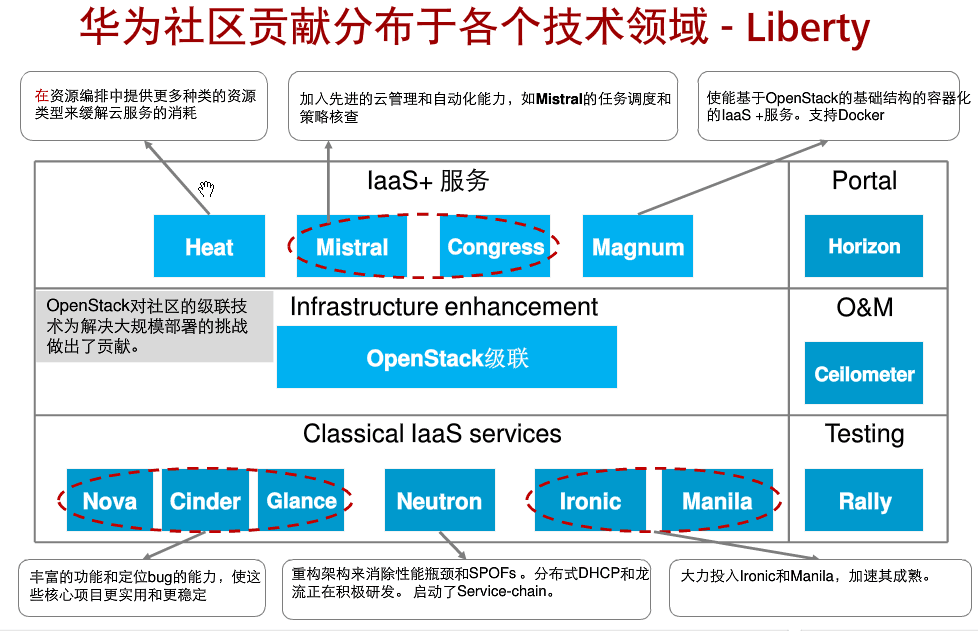 华为社区贡献分布于各个技术领域 - Liberty
在资源编排中提供更多种类的资源
类型来缓解云服务的消耗
加入先进的云管理和自动化能力，如Mistral的任务调度和
策略核查
使能基于OpenStack的基础结构的容器化
的IaaS +服务。支持Docker
IaaS+ 服务
Portal
Heat
Mistral
Congress
Magnum
Horizon
OpenStack对社区的级联技
术为解决大规模部署的挑战
做出了贡献。
Infrastructure enhancement
OpenStack级联
O&M
Ceilometer
Classical IaaS services
Testing
Nova
Cinder
Glance
Neutron
Ironic
Manila
Rally
丰富的功能和定位bug的能力，使这
些核心项目更实用和更稳定
重构架构来消除性能瓶颈和SPOFs 。分布式DHCP和龙
流正在积极研发。 启动了Service-chain。
大力投入Ironic和Manila，加速其成熟。